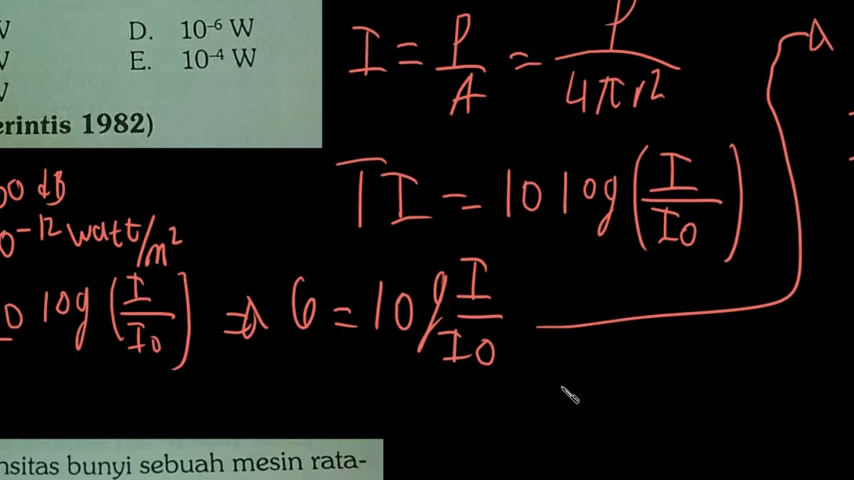 D. 10⁻⁶ W
E. 10⁻⁴ W
erintis 1982)
I = P/A = P/4πr²
00 dB
0⁻¹² watt/m²
TI = 10 log (I/I0)
0 log (I/I0) ⇒ 6 = log I/I0
nsitas bunyi sebuah mesin rata-